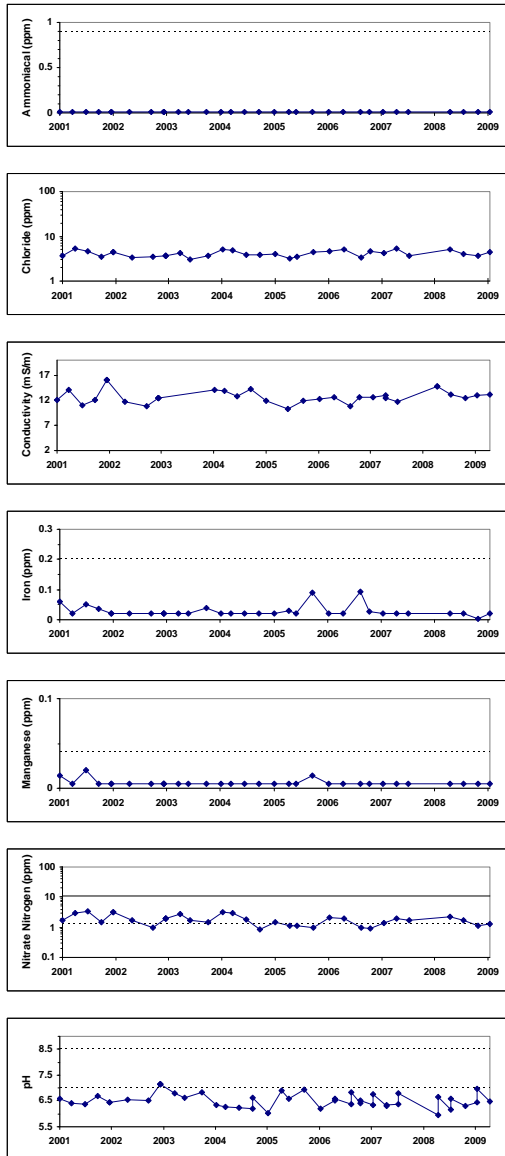 Ammoniacal (ppm)
1
0.5
0
2001 2002 2003 2004 2005 2006 2007 2008 2009
Chloride (ppm)
100
10
1
2001 2002 2003 2004 2005 2006 2007 2008 2009
Conductivity (mS/m)
17
12
7
2
2001 2002 2003 2004 2005 2006 2007 2008 2009
Iron (ppm)
0.3
0.2
0.1
0
2001 2002 2003 2004 2005 2006 2007 2008 2009
Manganese (ppm)
0.1
0
2001 2002 2003 2004 2005 2006 2007 2008 2009
Nitrate Nitrogen (ppm)
100
10
1
0.1
2001 2002 2003 2004 2005 2006 2007 2008 2009
pH
8.5
7.5
6.5
5.5
2001 2002 2003 2004 2005 2006 2007 2008 2009